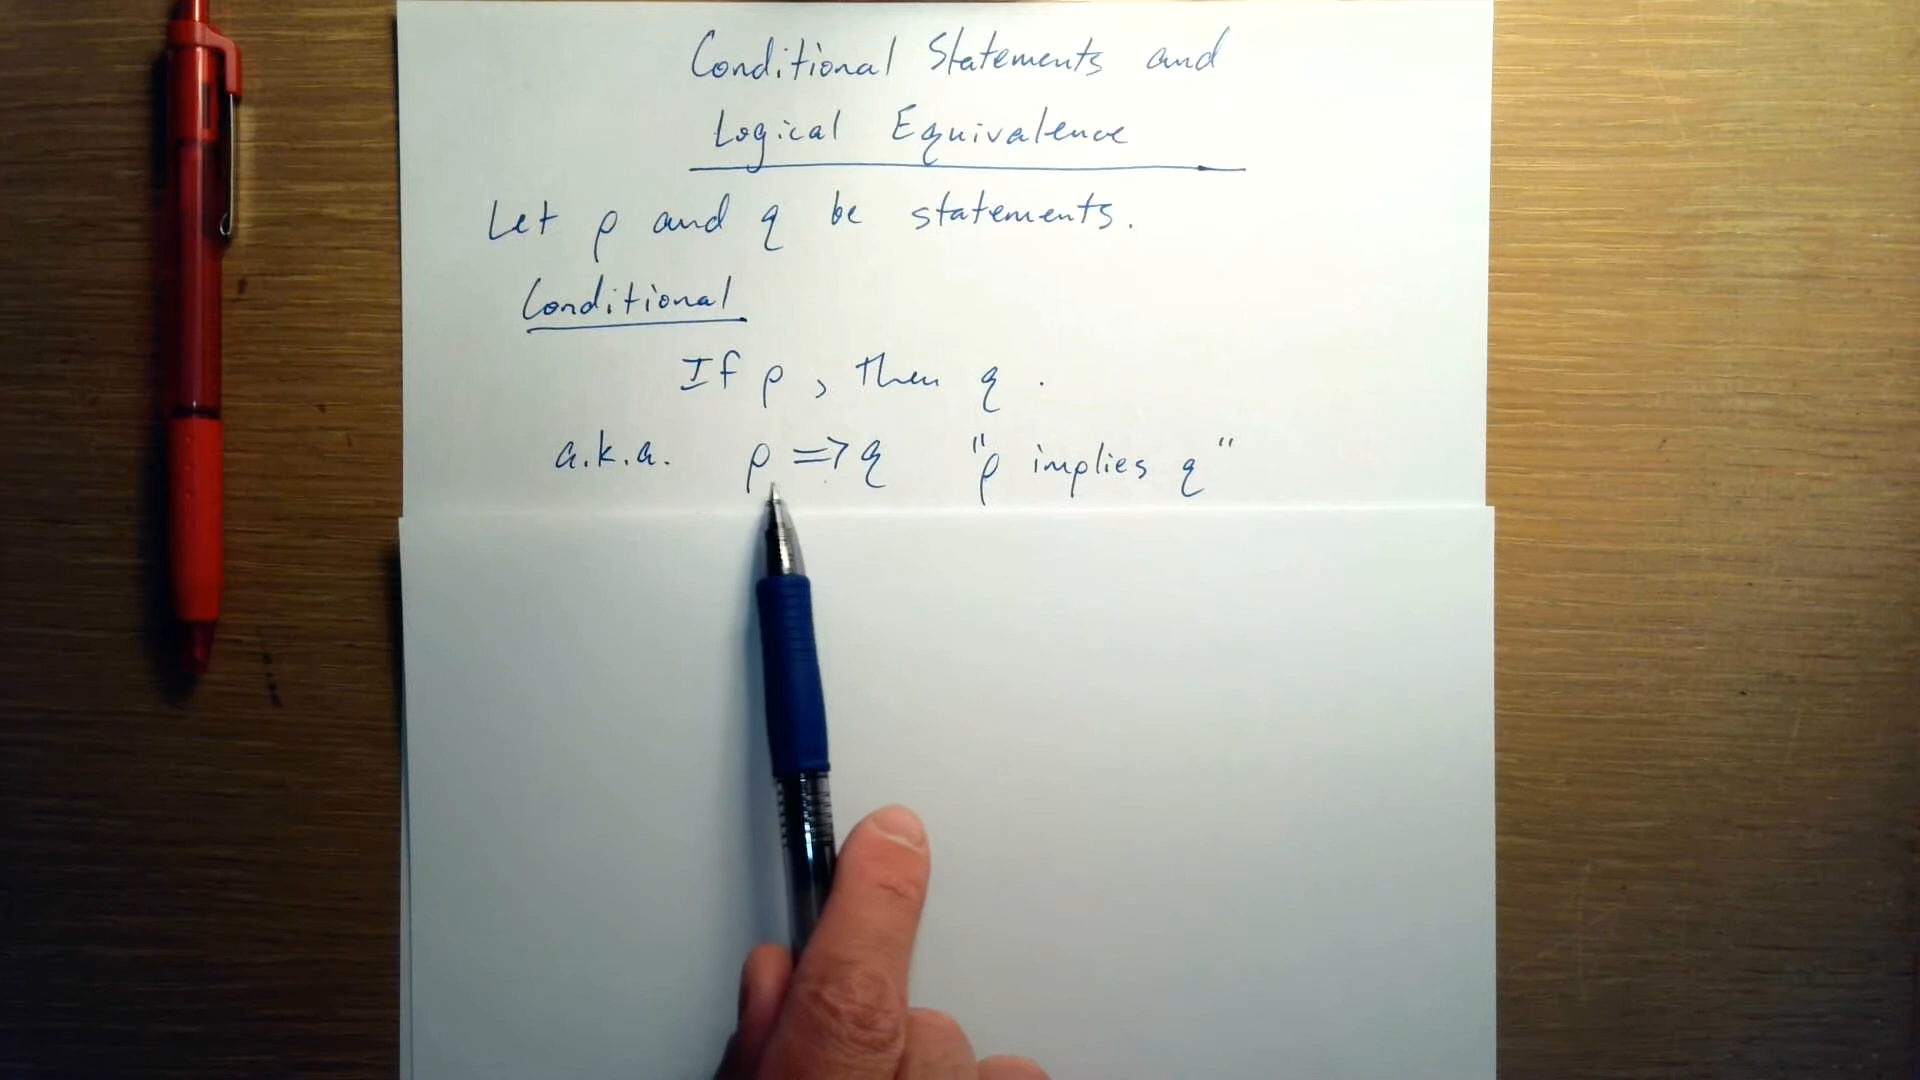 Conditional Statements and
Logical Equivalence
Let p and q be statements.
Conditional
If p, then q.
a.k.a. p => q "p implies q"